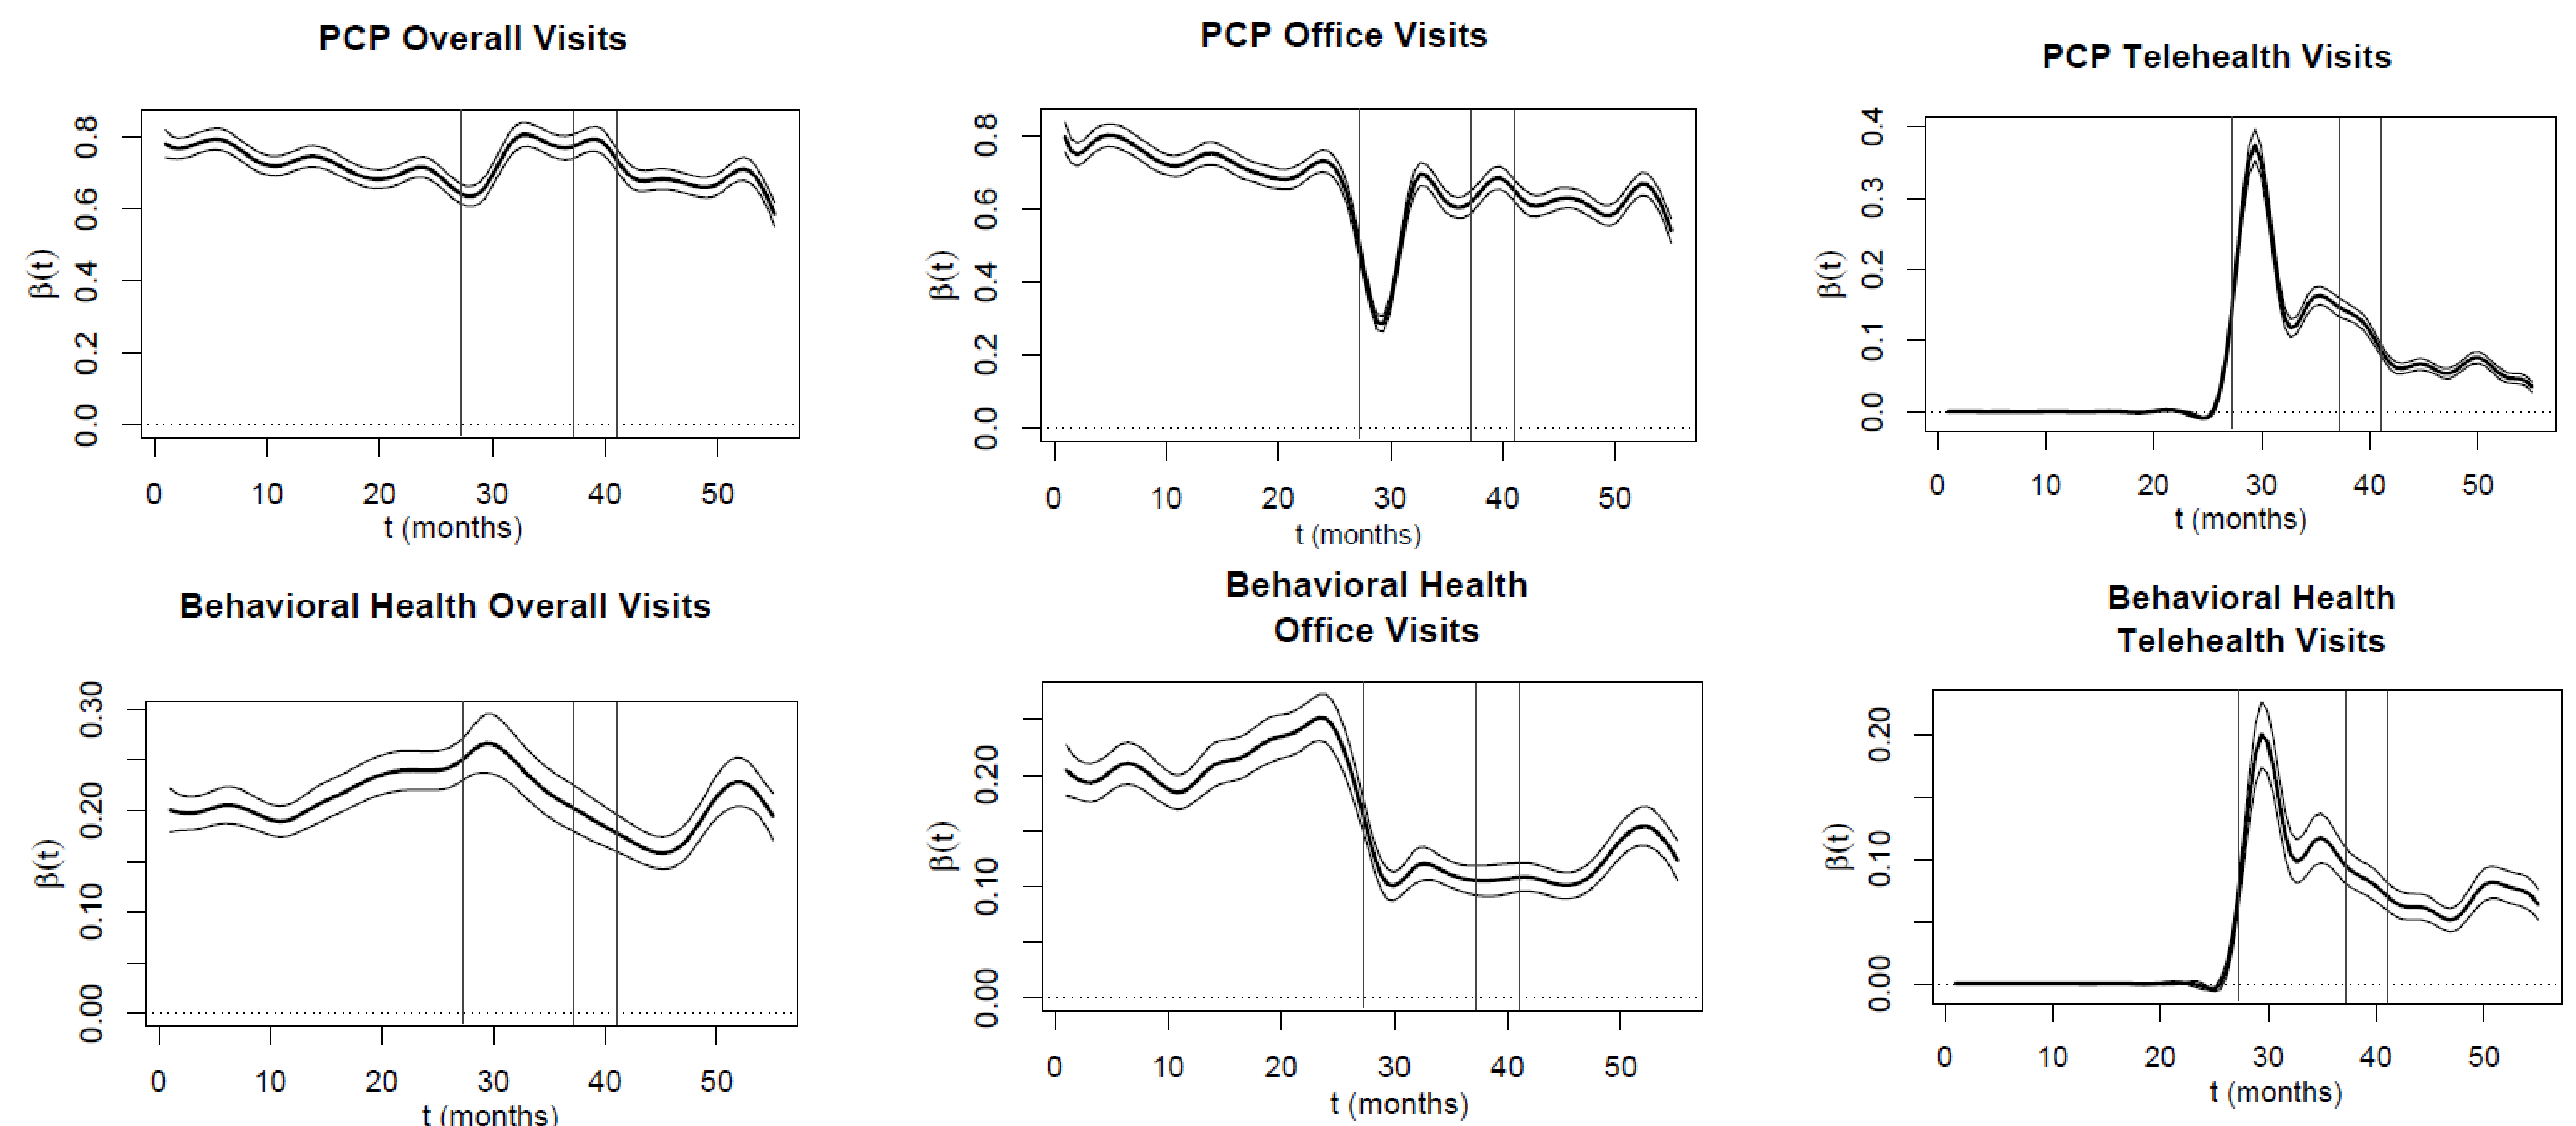 PCP Overall Visits
β(t)
0.0 0.2 0.4 0.6 0.8
0 10 20 30 40 50
t (months)
PCP Office Visits
β(t)
0.0 0.2 0.4 0.6 0.8
0 10 20 30 40 50
t (months)
PCP Telehealth Visits
β(t)
0.0 0.1 0.2 0.3 0.4
0 10 20 30 40 50
t (months)
Behavioral Health Overall Visits
β(t)
0.00 0.10 0.20 0.30
0 10 20 30 40 50
t (months)
Behavioral Health
Office Visits
β(t)
0.00 0.10 0.20
0 10 20 30 40 50
t (months)
Behavioral Health
Telehealth Visits
β(t)
0.00 0.10 0.20
0 10 20 30 40 50
t (months)